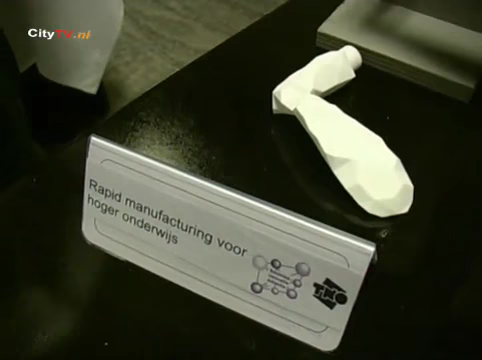 CityTV.nl
Rapid manufacturing voor
hoger onderwijs
TNO